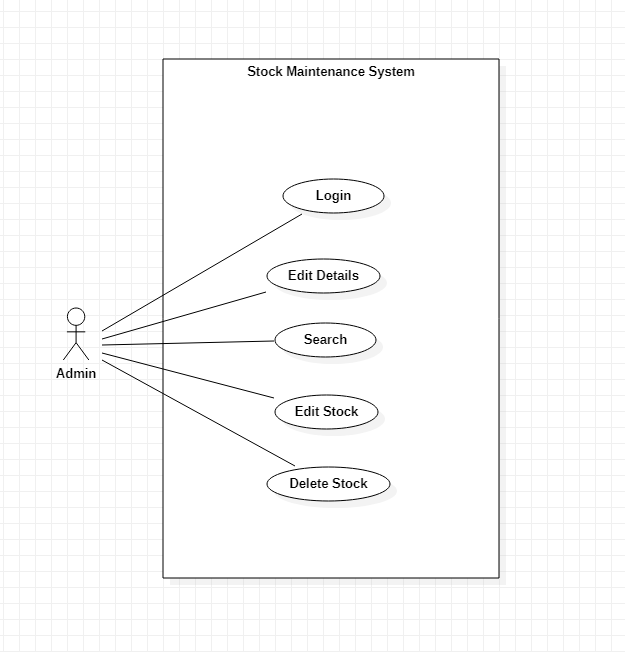 Stock Maintenance System
Login
Edit Details
Search
Admin
Edit Stock
Delete Stock